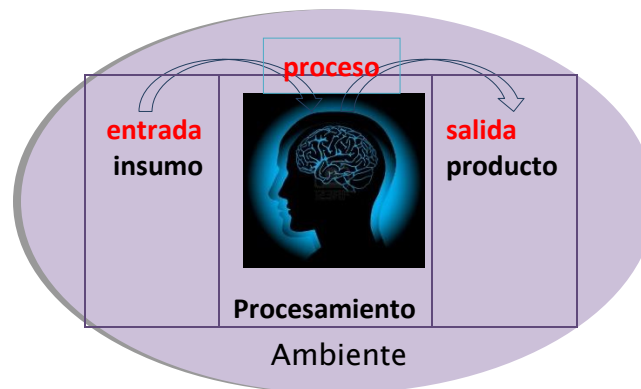 proceso
entrada
insumo
salida
producto
Procesamiento
Ambiente